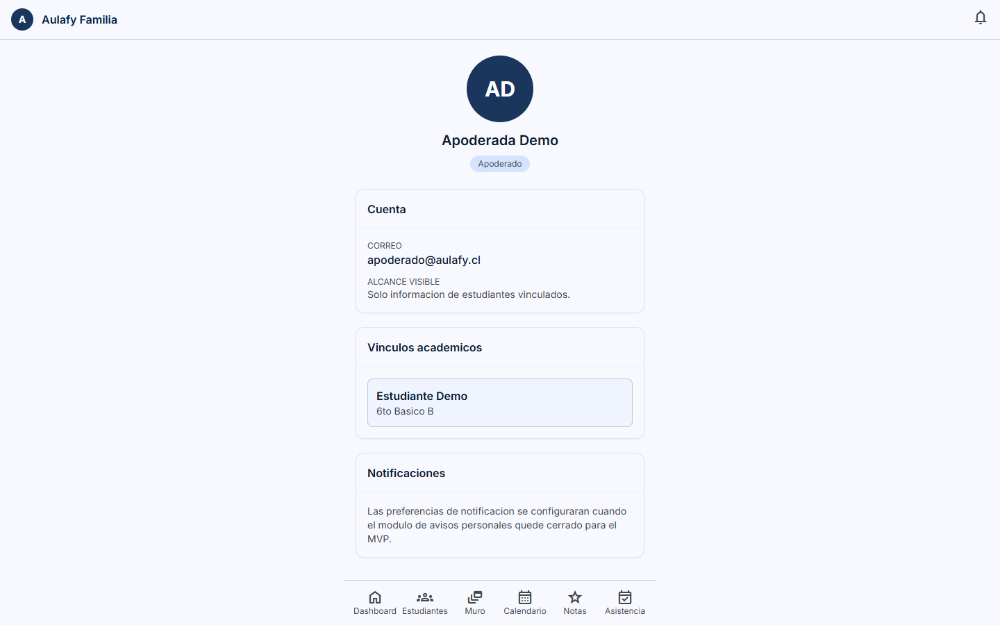 A
Aulafy Familia
AD
Apoderada Demo
Apoderado
Cuenta
CORREO
apoderado@aulafy.cl
ALCANCE VISIBLE
Solo informacion de estudiantes vinculados.
Vinculos academicos
Estudiante Demo
6to Basico B
Notificaciones
Las preferencias de notificacion se configuraran cuando
el modulo de avisos personales quede cerrado para el
MVP.
Dashboard
Estudiantes
Muro
Calendario
Notas
Asistencia